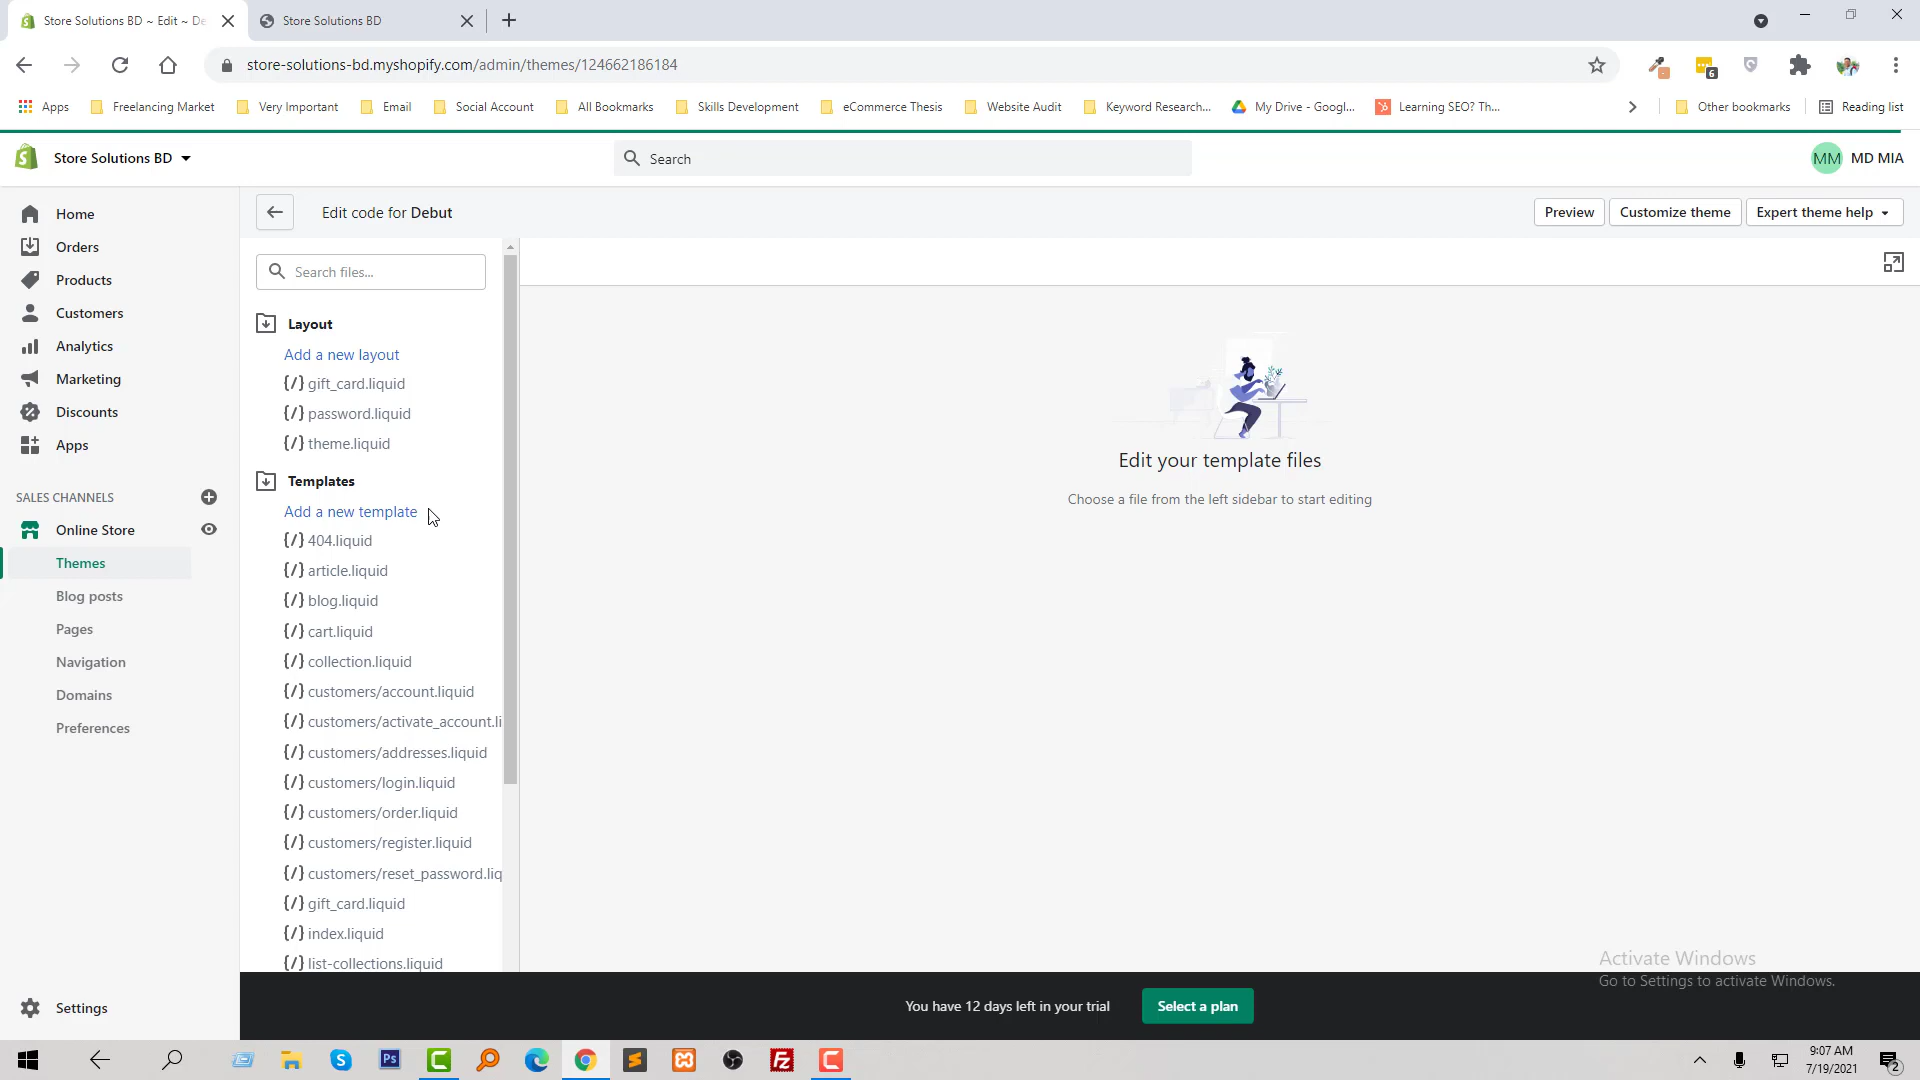 Store Solutions BD ~ Edit ~ De
Store Solutions BD
store-solutions-bd.myshopify.com/admin/themes/124662186184
6
Apps
Freelancing Market
Very Important
Email
Social Account
All Bookmarks
Skills Development
eCommerce Thesis
Website Audit
Keyword Research...
My Drive - Googl...
Learning SEO? Th...
Other bookmarks
Reading list
Store Solutions BD
Search
MM
MD MIA
Home
Orders
Products
Customers
Analytics
Marketing
Discounts
Apps
SALES CHANNELS
Online Store
Themes
Blog posts
Pages
Navigation
Domains
Preferences
Settings
Edit code for Debut
Preview
Customize theme
Expert theme help
Search files...
Layout
Add a new layout
{/} gift_card.liquid
{/} password.liquid
{/} theme.liquid
Templates
Add a new template
{/} 404.liquid
{/} article.liquid
{/} blog.liquid
{/} cart.liquid
{/} collection.liquid
{/} customers/account.liquid
{/} customers/activate_account.li
{/} customers/addresses.liquid
{/} customers/login.liquid
{/} customers/order.liquid
{/} customers/register.liquid
{/} customers/reset_password.liq
{/} gift_card.liquid
{/} index.liquid
{/} list-collections.liquid
Edit your template files
Choose a file from the left sidebar to start editing
Activate Windows
Go to Settings to activate Windows.
You have 12 days left in your trial
Select a plan
Ps
9:07 AM
7/19/2021
2